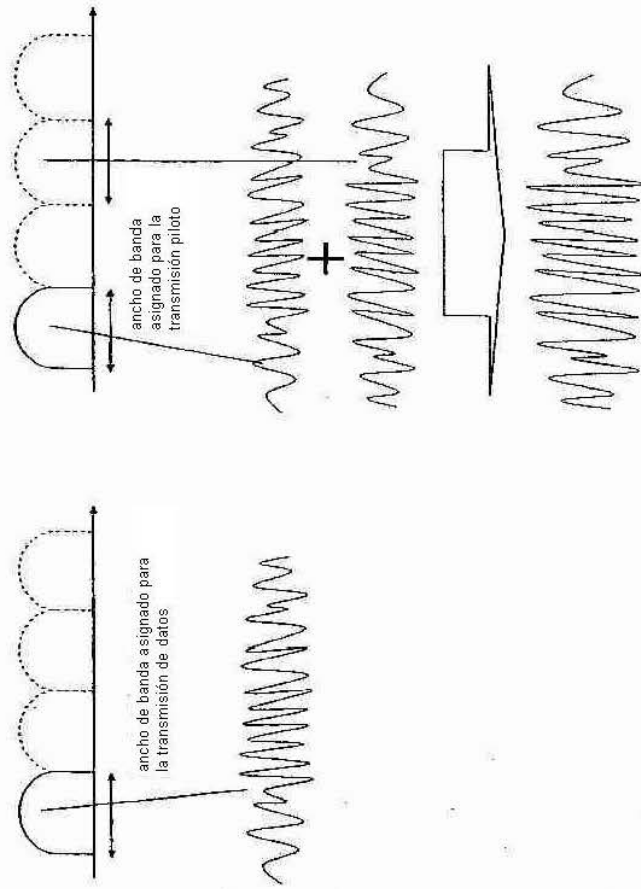 ancho de banda
asignado para la
transmisión piloto
ancho de banda asignado para
la transmisión de datos